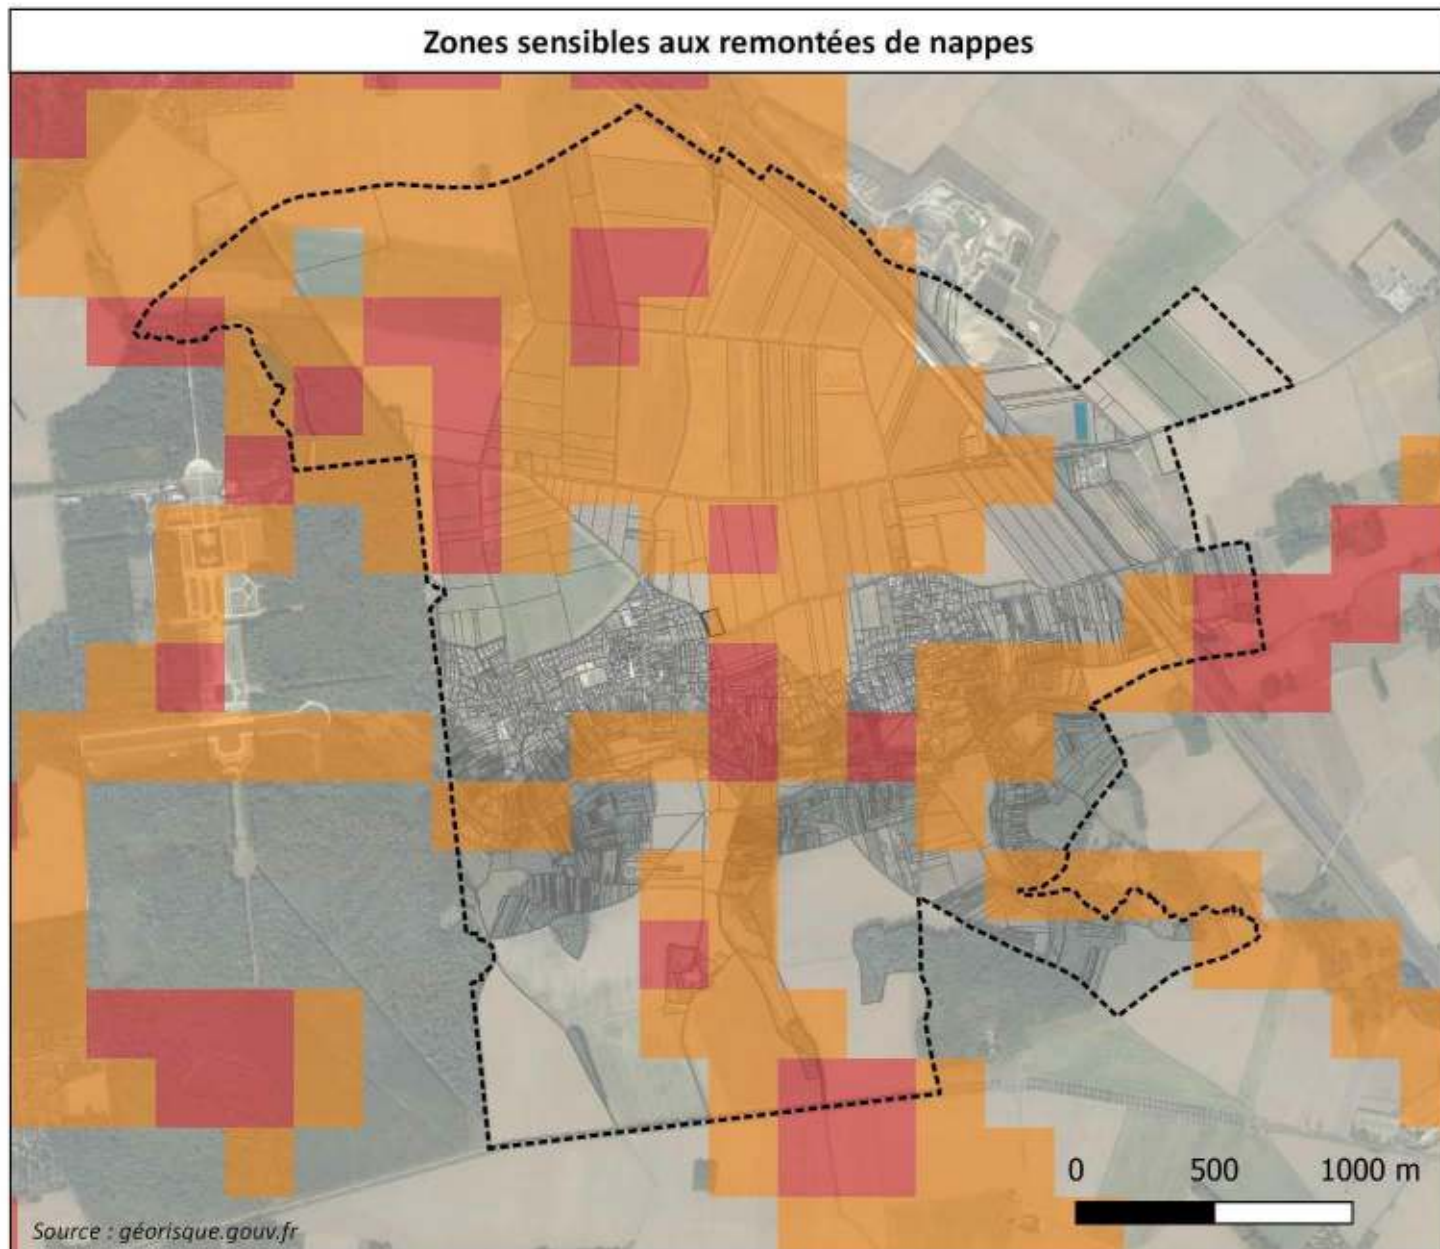 Zones sensibles aux remontées de nappes
0 500 1000 m
Source : géorisque.gouv.fr